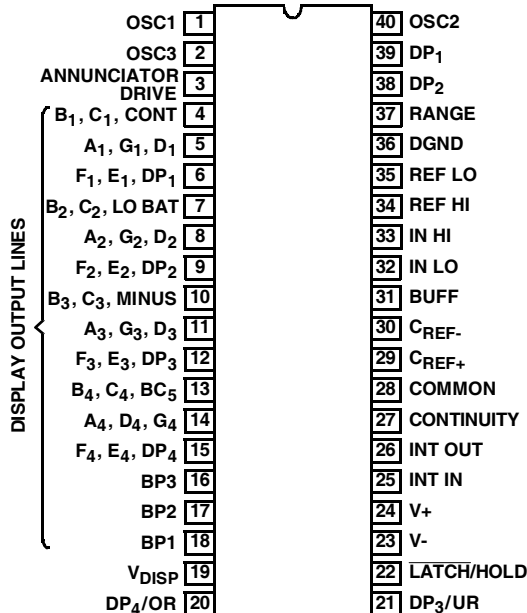 OSC1 1
OSC3 2
ANNUNCIATOR
DRIVE 3
B1, C1, CONT 4
A1, G1, D1 5
F1, E1, DP1 6
B2, C2, LO BAT 7
A2, G2, D2 8
F2, E2, DP2 9
B3, C3, MINUS 10
A3, G3, D3 11
F3, E3, DP3 12
B4, C4, BC5 13
A4, D4, G4 14
F4, E4, DP4 15
BP3 16
BP2 17
BP1 18
VDISP 19
DP4/OR 20
DISPLAY OUTPUT LINES
40 OSC2
39 DP1
38 DP2
37 RANGE
36 DGND
35 REF LO
34 REF HI
33 IN HI
32 IN LO
31 BUFF
30 CREF-
29 CREF+
28 COMMON
27 CONTINUITY
26 INT OUT
25 INT IN
24 V+
23 V-
22 LATCH/HOLD
21 DP3/UR